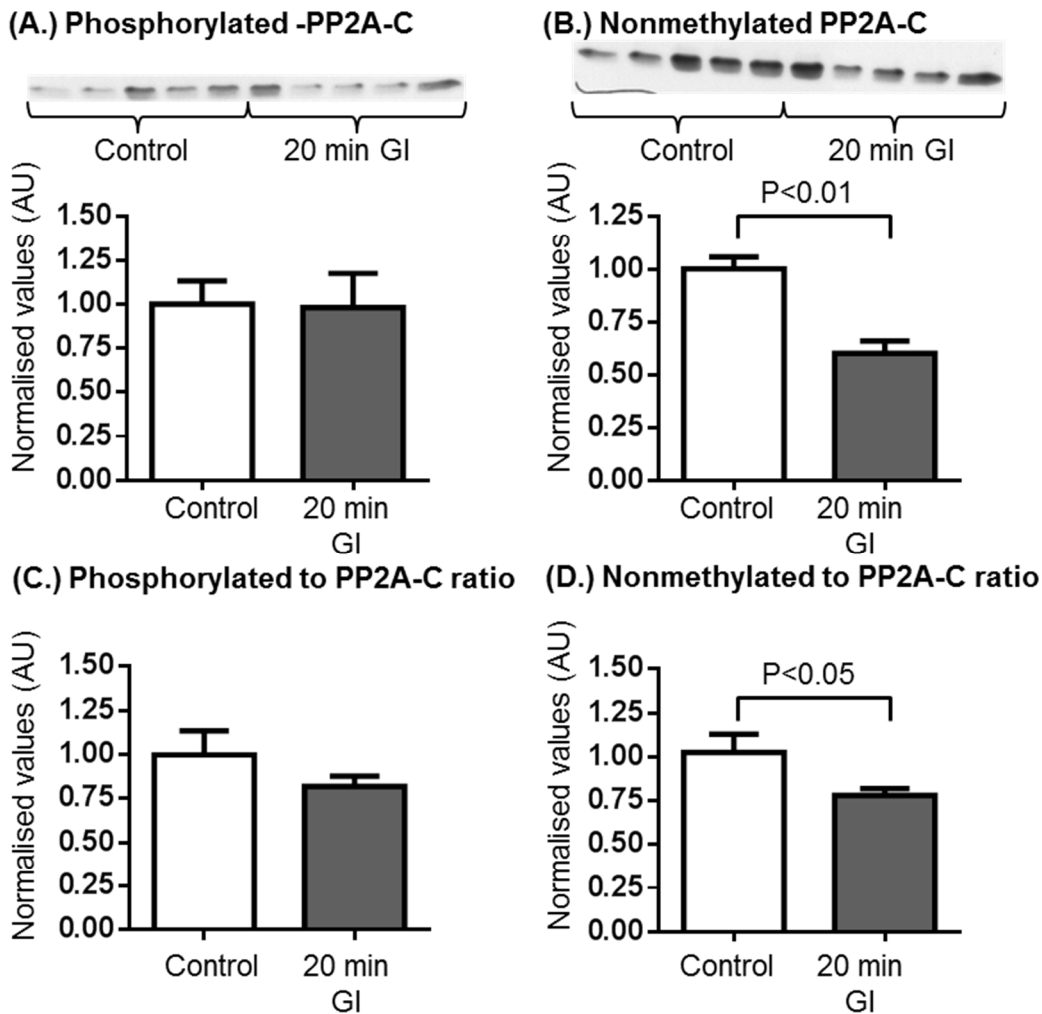 (A.) Phosphorylated -PP2A-C
Control
20 min GI
Normalised values (AU)
1.50
1.25
1.00
0.75
0.50
0.25
0.00
Control
20 min
GI
(B.) Nonmethylated PP2A-C
Control
20 min GI
P<0.01
Normalised values (AU)
1.25
1.00
0.75
0.50
0.25
0.00
Control
20 min
GI
(C.) Phosphorylated to PP2A-C ratio
Normalised values (AU)
1.50
1.25
1.00
0.75
0.50
0.25
0.00
Control
20 min
GI
(D.) Nonmethylated to PP2A-C ratio
P<0.05
Normalised values (AU)
1.50
1.25
1.00
0.75
0.50
0.25
0.00
Control
20 min
GI